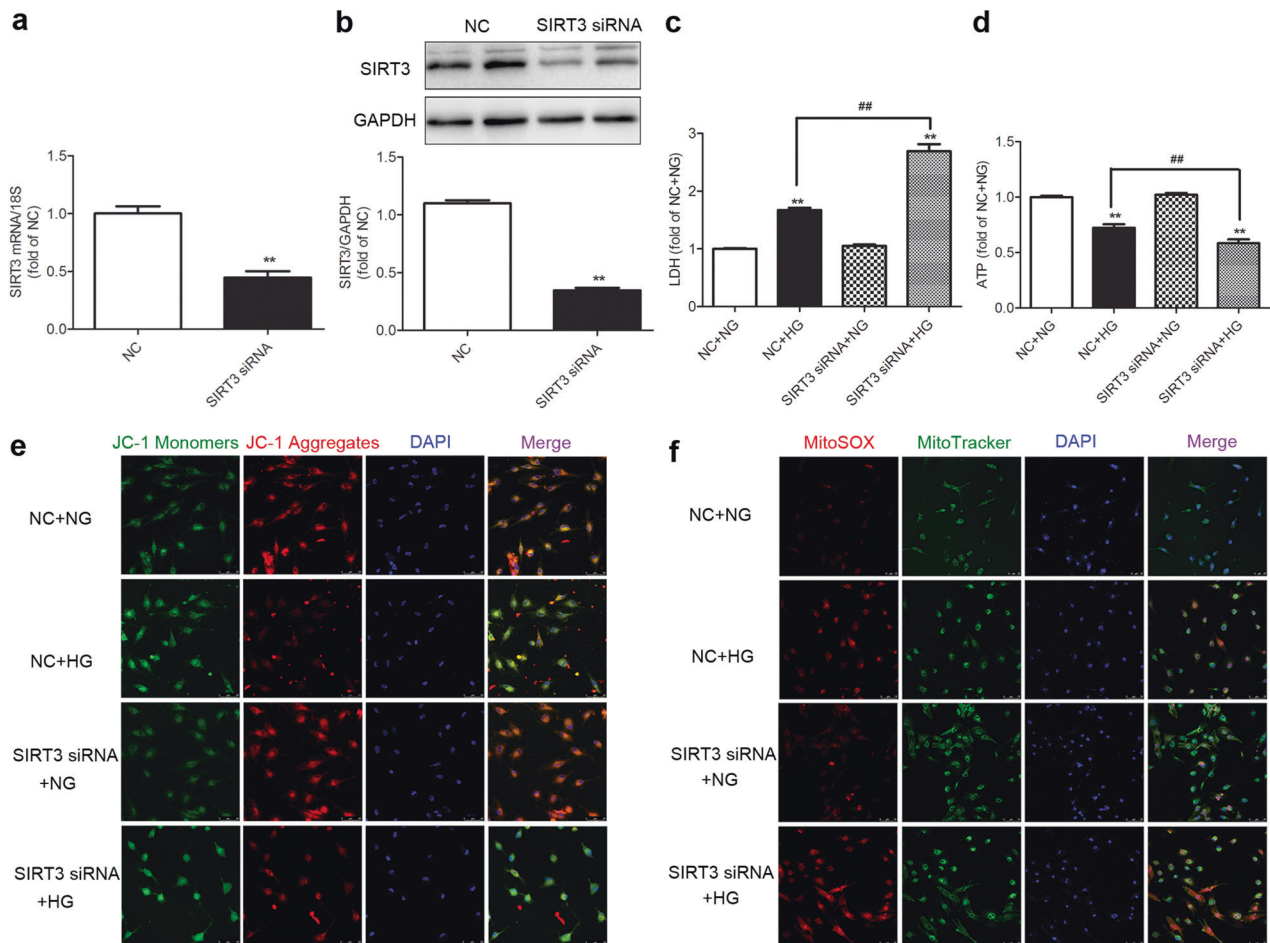 a
SIRT3 mRNA/18S
(fold of NC)
1.5
1.0
0.5
0.0
**
NC
SIRT3 siRNA
b
NC SIRT3 siRNA
SIRT3
GAPDH
SIRT3/GAPDH
(fold of NC)
1.5
1.0
0.5
0.0
**
NC
SIRT3 siRNA
c
LDH (fold of NC+NG)
3
2
1
0
##
**
**
NC+NG
NC+HG
SIRT3 siRNA+NG
SIRT3 siRNA+HG
d
ATP (fold of NC+NG)
1.5
1.0
0.5
0.0
##
**
**
NC+NG
NC+HG
SIRT3 siRNA+NG
SIRT3 siRNA+HG
e
JC-1 Monomers JC-1 Aggregates DAPI Merge
NC+NG
NC+HG
SIRT3 siRNA
+NG
SIRT3 siRNA
+HG
f
MitoSOX MitoTracker DAPI Merge
NC+NG
NC+HG
SIRT3 siRNA
+NG
SIRT3 siRNA
+HG